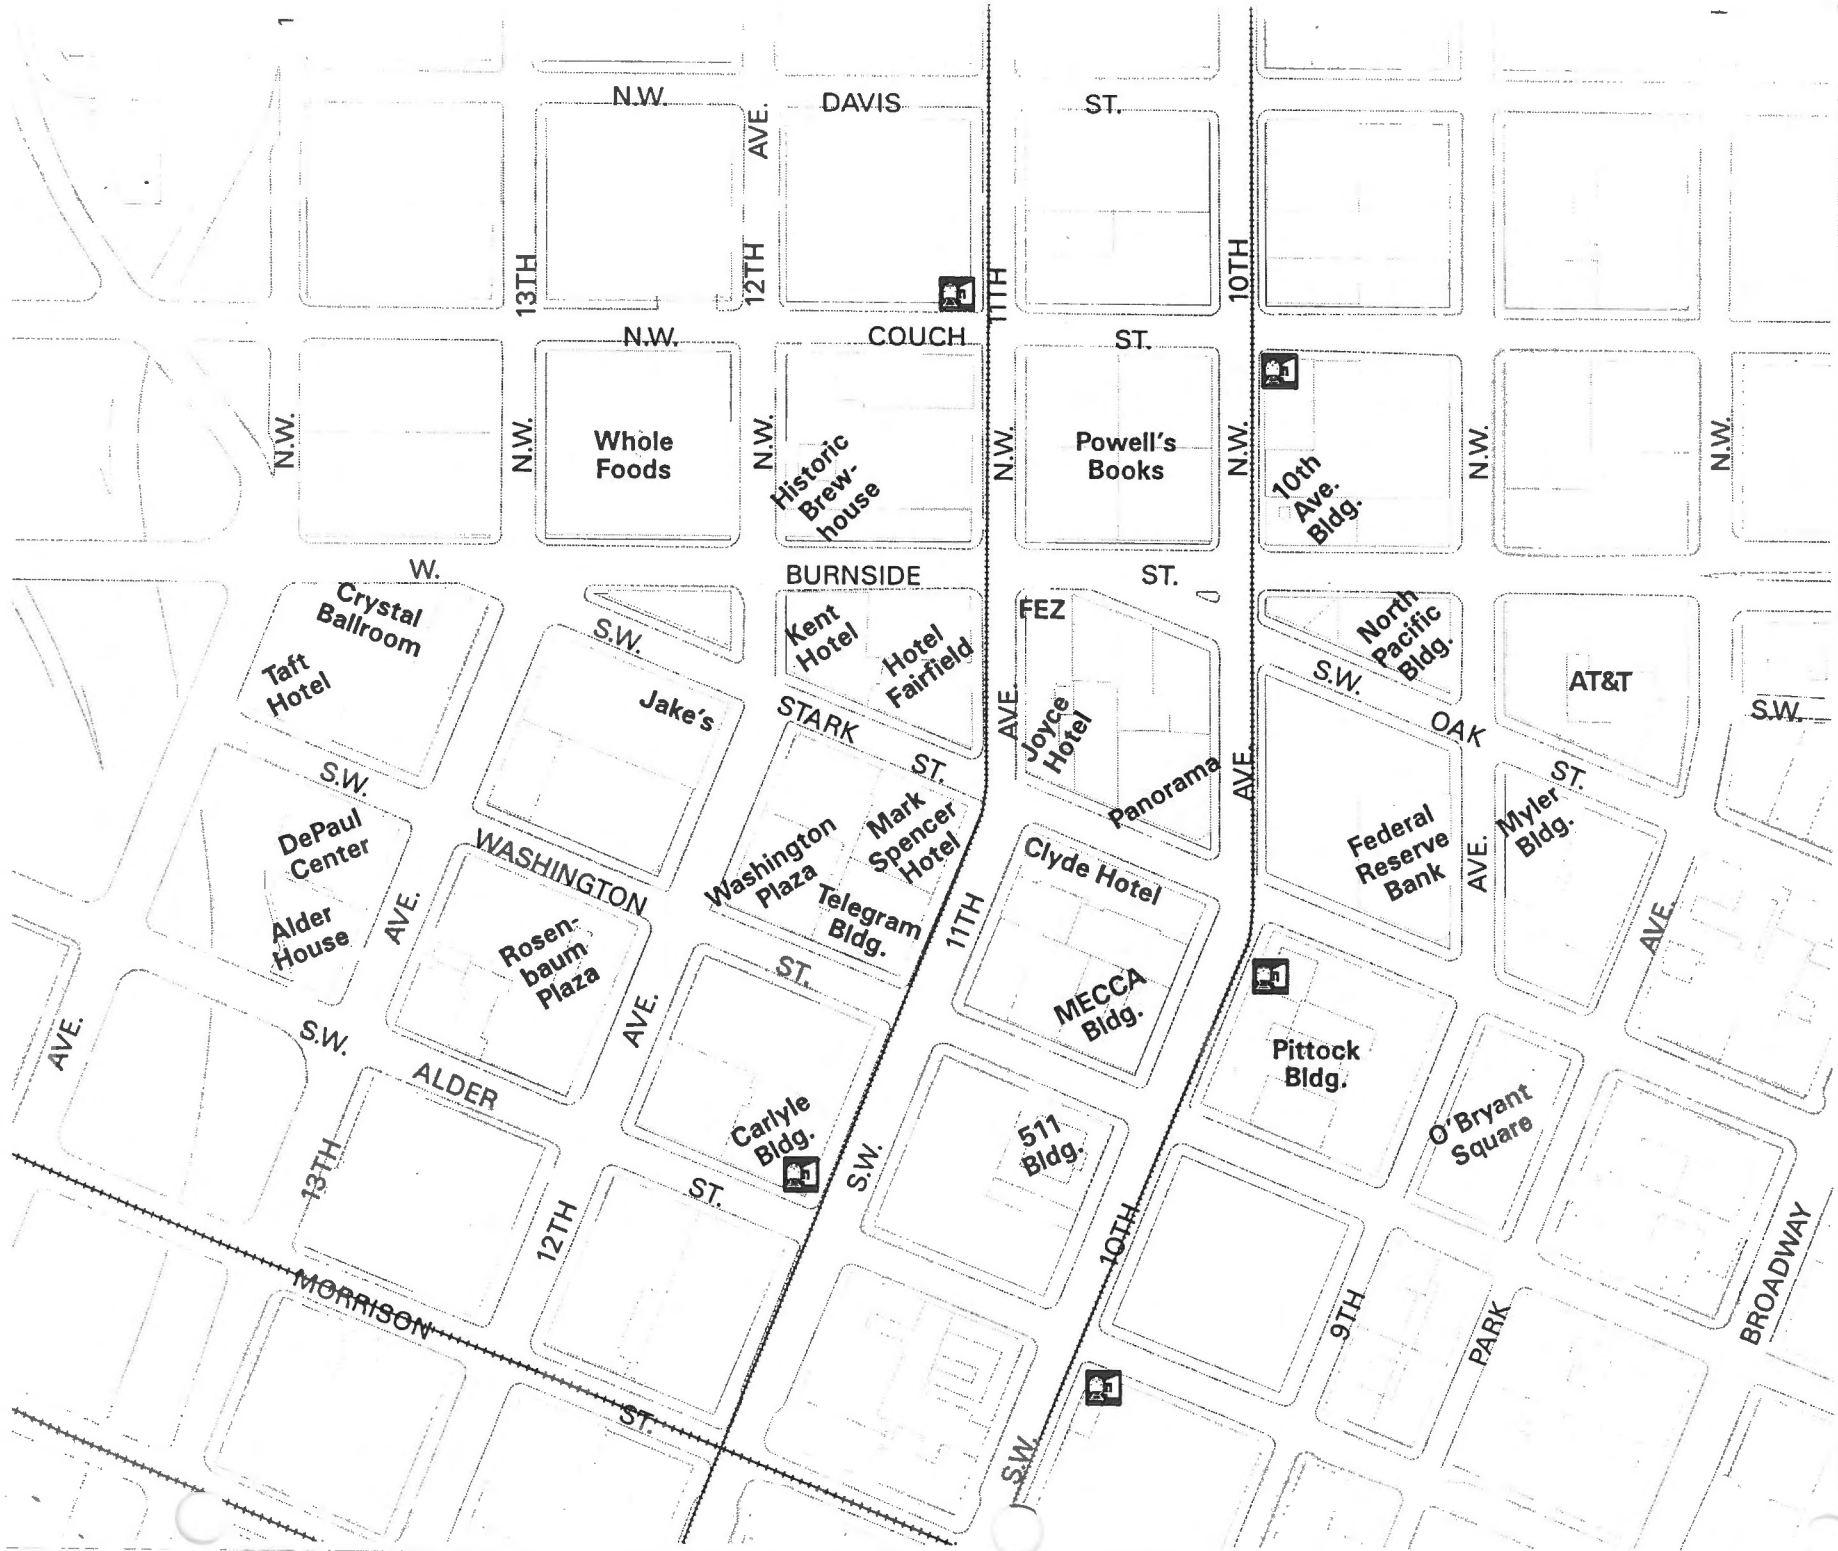 N.W. DAVIS ST.
AVE.
13TH
12TH
11TH
10TH
N.W. COUCH ST.
N.W.
N.W.
N.W.
N.W.
N.W.
N.W.
N.W.
Whole
Foods
Historic
Brew-
house
Powell's
Books
10th
Ave.
Bldg.
W. BURNSIDE ST.
Crystal
Ballroom
Taft
Hotel
S.W. STARK ST.
Kent
Hotel
Hotel
Fairfield
FEZ
AVE.
Joyce
Hotel
Panorama
AVE.
North
Pacific
Bldg.
S.W. OAK ST.
AT&T
S.W.
Jake's
S.W. WASHINGTON ST.
DePaul
Center
Alder
House
AVE.
Rosen-
baum
Plaza
AVE.
Washington
Plaza
Mark
Spencer
Hotel
Telegram
Bldg.
11TH
Clyde Hotel
MECCA
Bldg.
Federal
Reserve
Bank
AVE.
Myler
Bldg.
AVE.
AVE.
S.W. ALDER ST.
Carlyle
Bldg.
S.W.
511
Bldg.
Pittock
Bldg.
O'Bryant
Square
13TH
12TH
10TH
9TH
PARK
BROADWAY
MORRISON ST.
S.W.